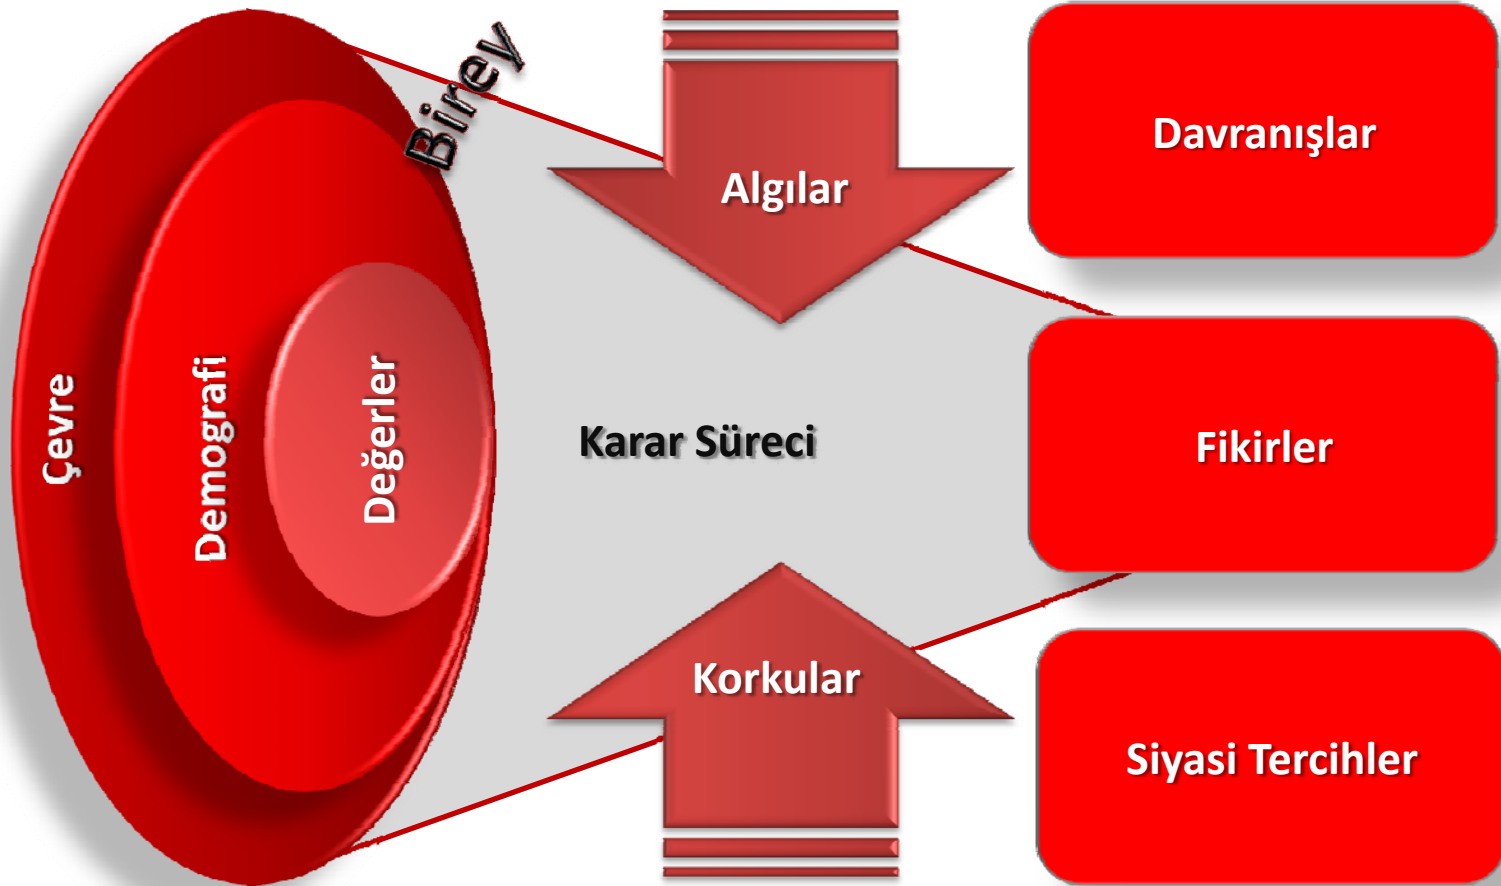 Birey
Çevre
Demografi
Değerler
Algılar
Karar Süreci
Korkular
Davranışlar
Fikirler
Siyasi Tercihler